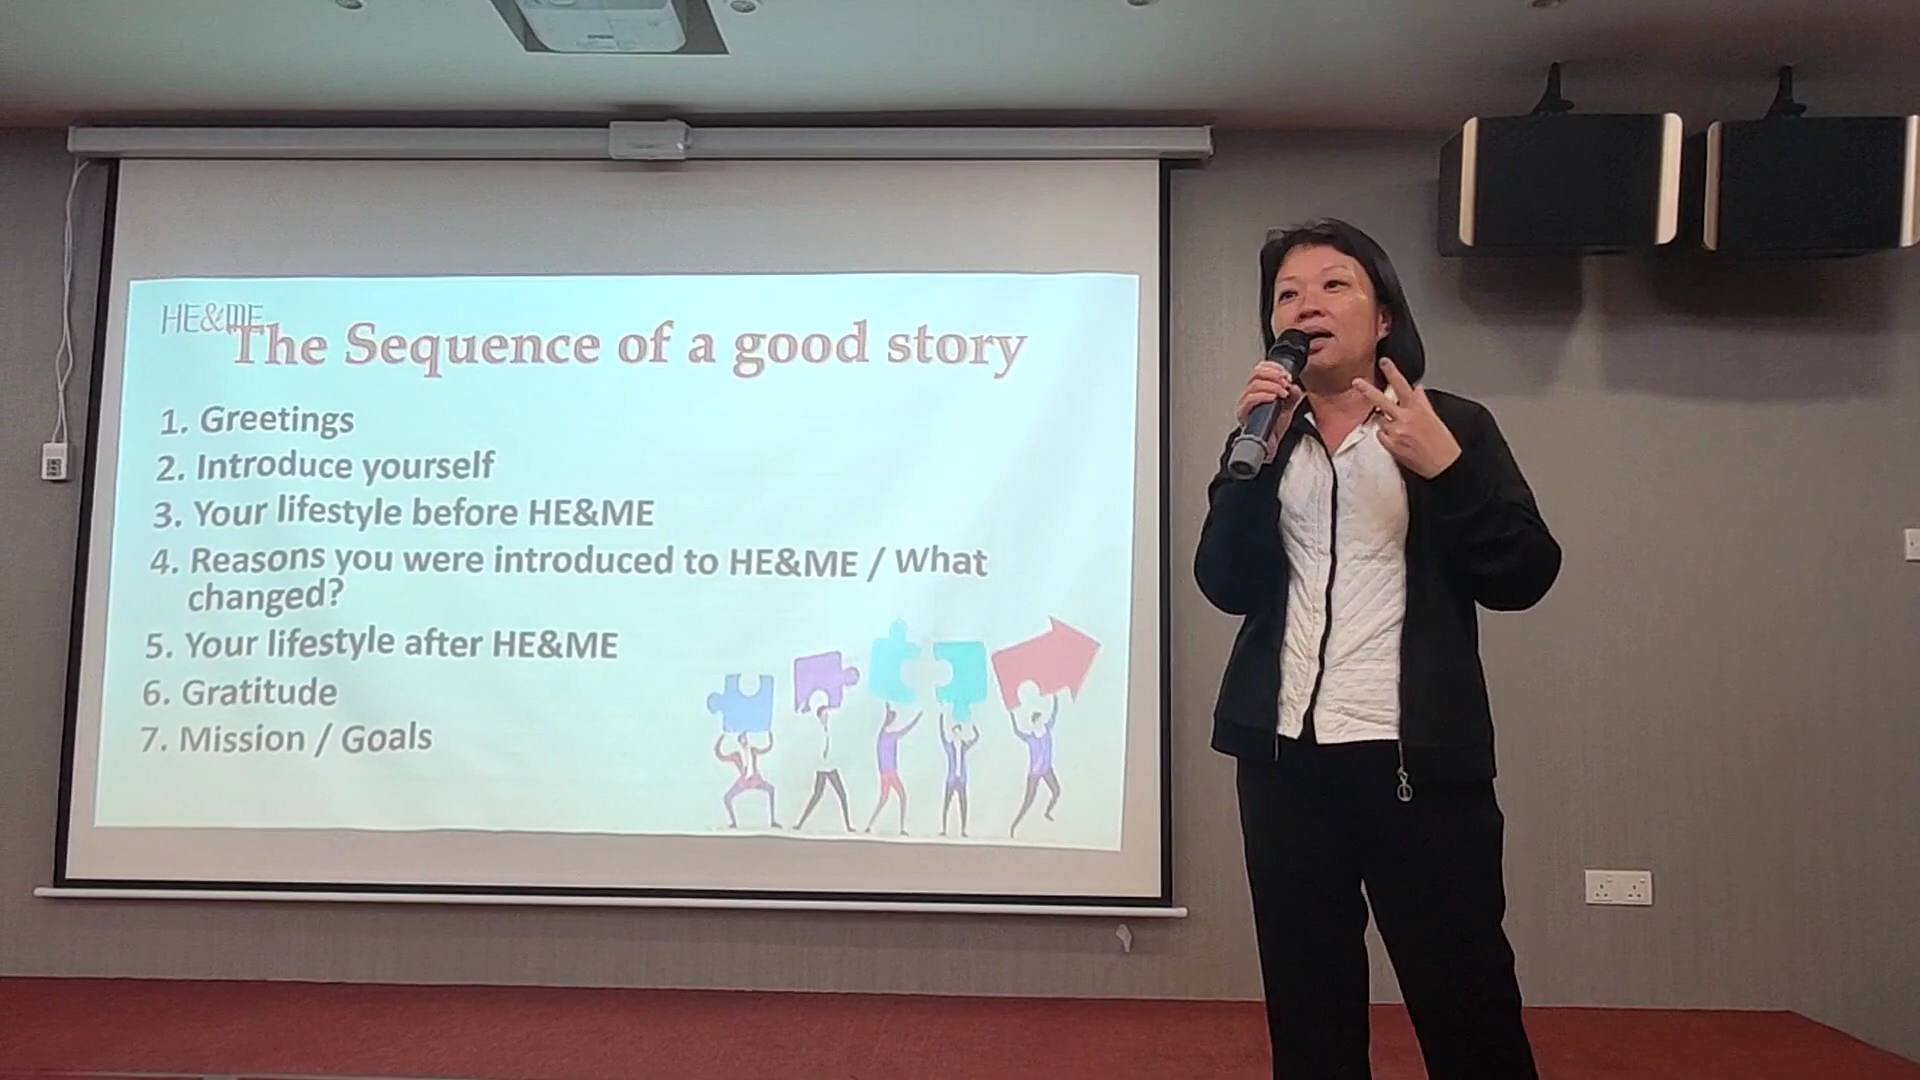 EPSON
HE&ME
The Sequence of a good story
1. Greetings
2. Introduce yourself
3. Your lifestyle before HE&ME
4. Reasons you were introduced to HE&ME / What
changed?
5. Your lifestyle after HE&ME
6. Gratitude
7. Mission / Goals